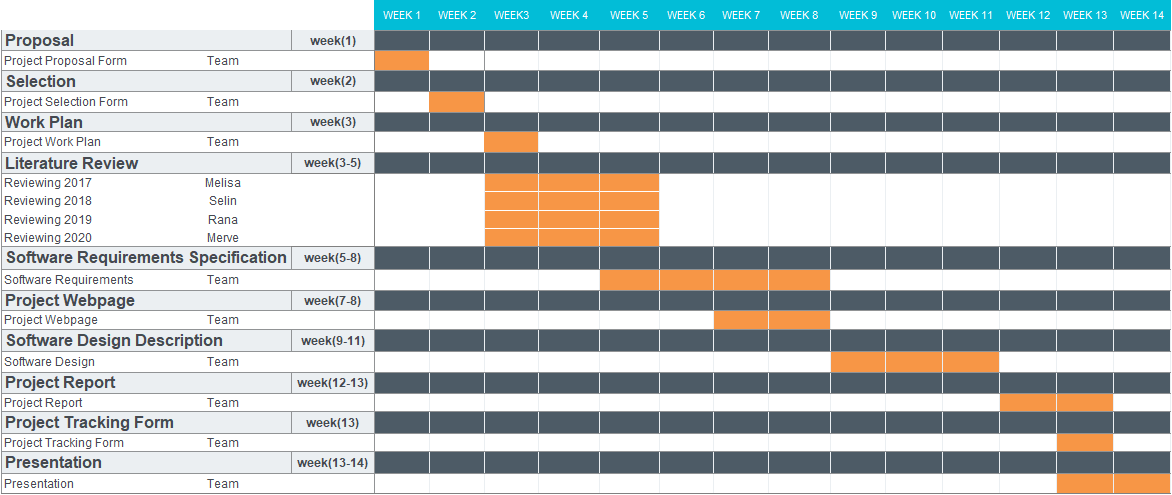 WEEK 1 WEEK 2 WEEK3 WEEK 4 WEEK 5 WEEK 6 WEEK 7 WEEK 8 WEEK 9 WEEK 10 WEEK 11 WEEK 12 WEEK 13 WEEK 14
Proposal week(1)
Project Proposal Form Team
Selection week(2)
Project Selection Form Team
Work Plan week(3)
Project Work Plan Team
Literature Review week(3-5)
Reviewing 2017 Melisa
Reviewing 2018 Selin
Reviewing 2019 Rana
Reviewing 2020 Merve
Software Requirements Specification week(5-8)
Software Requirements Team
Project Webpage week(7-8)
Project Webpage Team
Software Design Description week(9-11)
Software Design Team
Project Report week(12-13)
Project Report Team
Project Tracking Form week(13)
Project Tracking Form Team
Presentation week(13-14)
Presentation Team